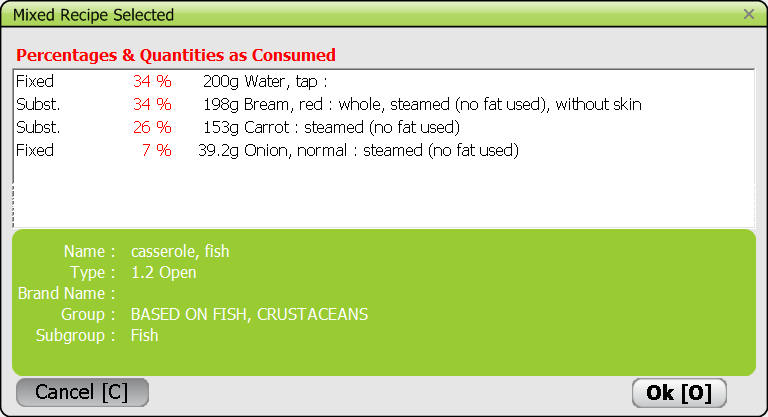 Mixed Recipe Selected
Percentages & Quantities as Consumed
Fixed 34 % 200g Water, tap :
Subst. 34 % 198g Bream, red : whole, steamed (no fat used), without skin
Subst. 26 % 153g Carrot : steamed (no fat used)
Fixed 7 % 39.2g Onion, normal : steamed (no fat used)
Name : casserole, fish
Type : 1.2 Open
Brand Name :
Group : BASED ON FISH, CRUSTACEANS
Subgroup : Fish
Cancel [C] Ok [O]